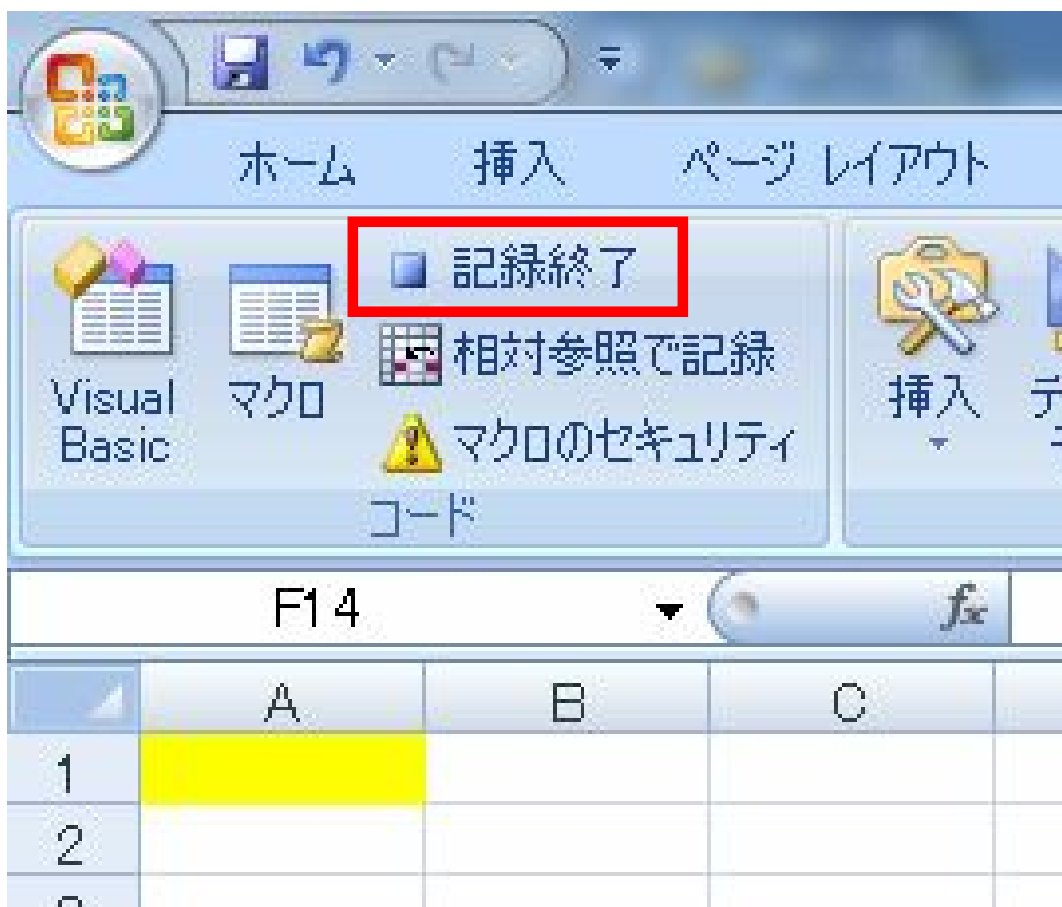 ホーム 挿入 ページ レイアウト
記録終了
相対参照で記録
Visual Basic
マクロ
マクロのセキュリティ
挿入
コード
F14
fx
A B C
1
2